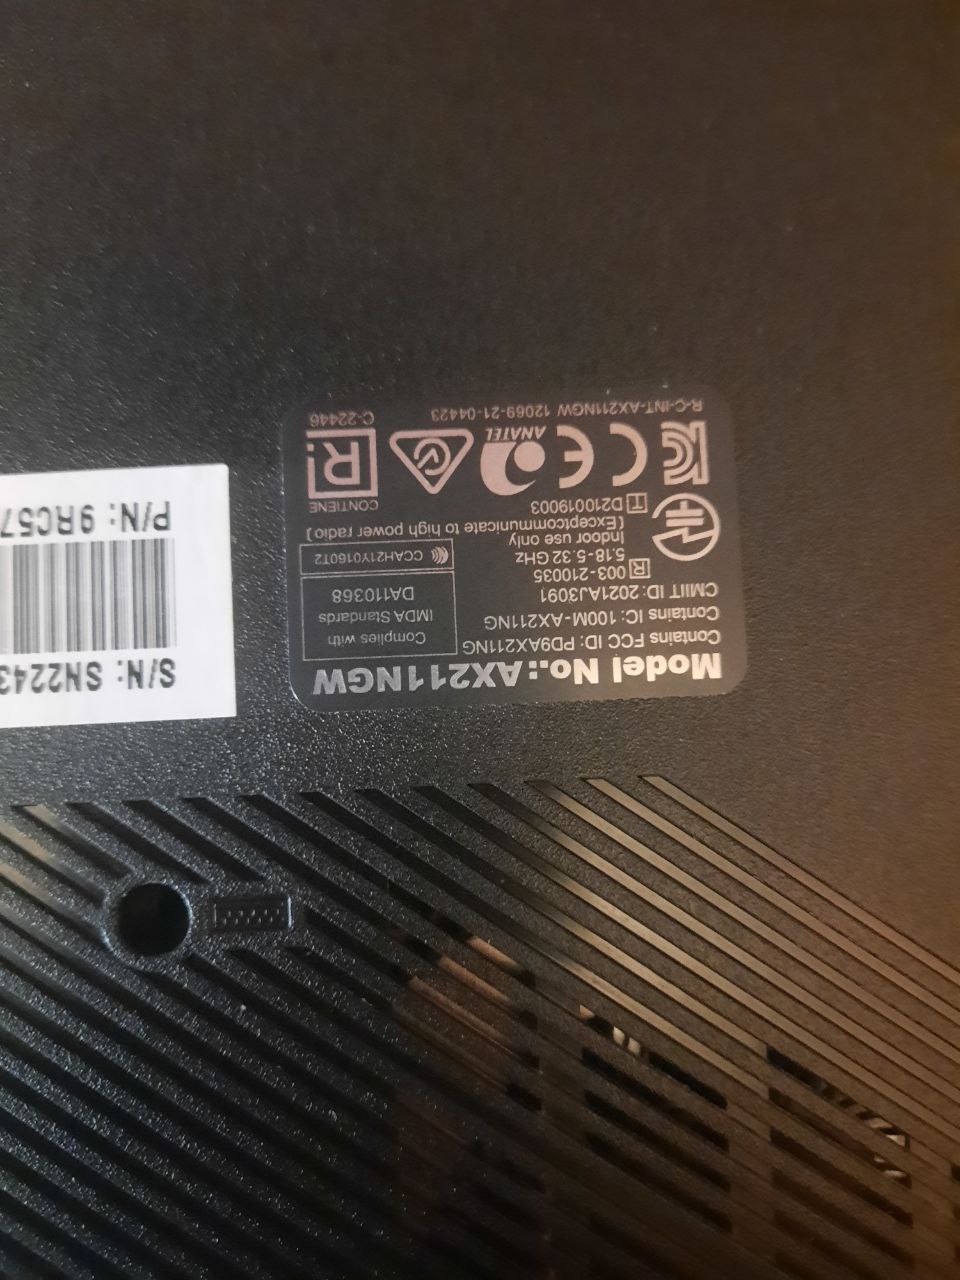 Model No.: AX211NGW
Contains FCC ID: PD9AX211NG
Contains IC: 100M-AX211NG
CMIIT ID: 2021AJ3091
R 003-210035
5.18-5.32 GHz
Indoor use only
(Exceptcommunicate to high power radio)
T D210019003
Complies with
IMDA Standards
DA110368
CCAH21Y0160T2
CONTIENE
R!
C-22446
ANATEL
CE
R-C-INT-AX211NGW 12069-21-04423
S/N: SN2243
P/N: 9RC57